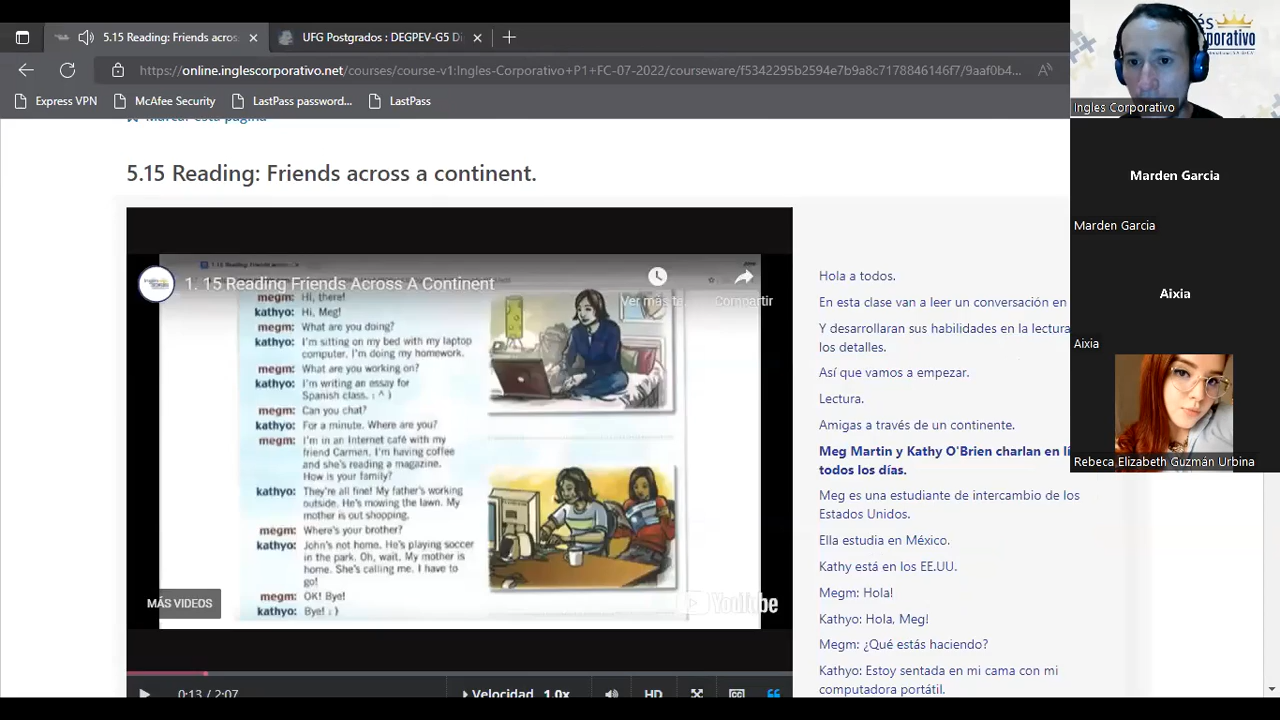 5.15 Reading: Friends acros
UFG Postgrados : DEGPEV-G5 Di
https://online.inglescorporativo.net/courses/course-v1:Ingles-Corporativo+P1+FC-07-2022/courseware/f5342295b2594e7b9a8c7178846146f7/9aaf0b4...
Express VPN
McAfee Security
LastPass password...
LastPass
Marcar esta página
5.15 Reading: Friends across a continent.
1. 15 Reading Friends Across A Continent
Ver más ta...
Compartir
megm: Hi, there!
kathyo: Hi, Meg!
megm: What are you doing?
kathyo: I'm sitting on my bed with my laptop
computer. I'm doing my homework.
megm: What are you working on?
kathyo: I'm writing an essay for
Spanish class. : ^ )
megm: Can you chat?
kathyo: For a minute. Where are you?
megm: I'm in an Internet café with my
friend Carmen. I'm having coffee
and she's reading a magazine.
How is your family?
kathyo: They're all fine! My father's working
outside. He's mowing the lawn. My
mother is out shopping.
megm: Where's your brother?
kathyo: John's not home. He's playing soccer
in the park. Oh, wait. My mother is
home. She's calling me. I have to
go!
megm: OK! Bye!
kathyo: Bye! : )
MÁS VIDEOS
YouTube
0:13 / 2:07
Velocidad 1.0x
HD
Hola a todos.
En esta clase van a leer un conversación en
Y desarrollaran sus habilidades en la lectura
los detalles.
Así que vamos a empezar.
Lectura.
Amigas a través de un continente.
Meg Martin y Kathy O'Brien charlan en lí
todos los días.
Meg es una estudiante de intercambio de los
Estados Unidos.
Ella estudia en México.
Kathy está en los EE.UU.
Megm: Hola!
Kathyo: Hola, Meg!
Megm: ¿Qué estás haciendo?
Kathyo: Estoy sentada en mi cama con mi
computadora portátil.
Ingles Corporativo
Marden Garcia
Marden Garcia
Aixia
Aixia
Rebeca Elizabeth Guzmán Urbina